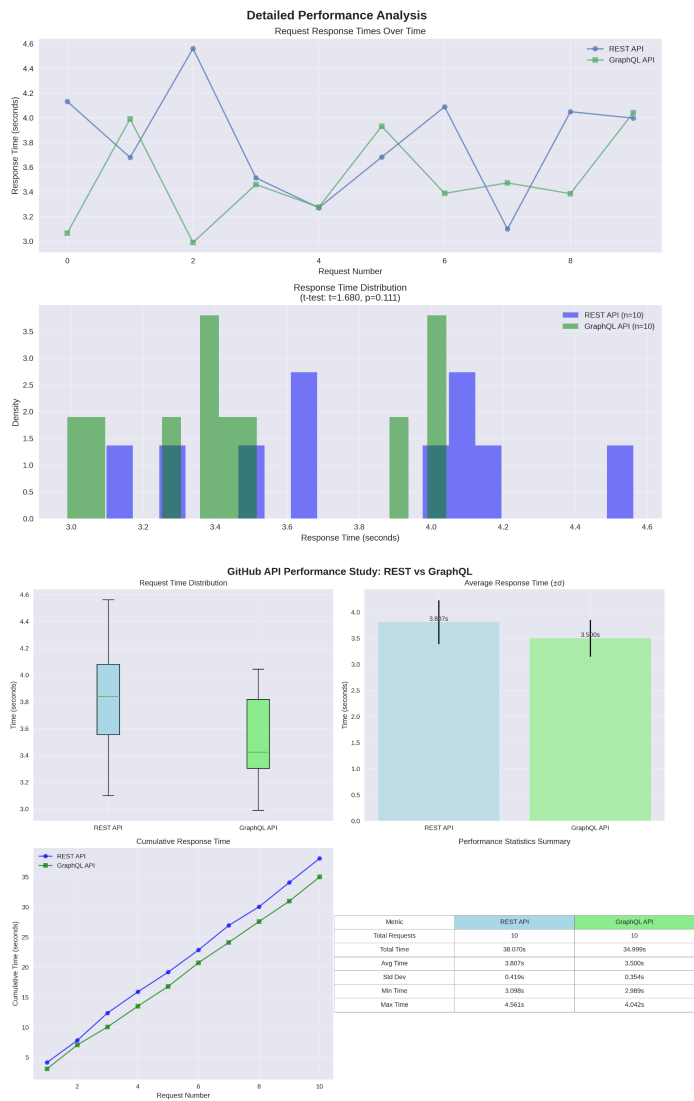 Detailed Performance Analysis
Request Response Times Over Time
4.6
4.4
4.2
4.0
3.8
3.6
3.4
3.2
3.0
Response Time (seconds)
REST API
GraphQL API
0 2 4 6 8
Request Number
Response Time Distribution
(t-test: t=1.680, p=0.111)
3.5
3.0
2.5
2.0
1.5
1.0
0.5
0.0
Density
REST API (n=10)
GraphQL API (n=10)
3.0 3.2 3.4 3.6 3.8 4.0 4.2 4.4 4.6
Response Time (seconds)
GitHub API Performance Study: REST vs GraphQL
Request Time Distribution
4.6
4.4
4.2
4.0
3.8
3.6
3.4
3.2
3.0
Time (seconds)
REST API GraphQL API
Average Response Time (±σ)
4.0
3.5
3.0
2.5
2.0
1.5
1.0
0.5
0.0
Time (seconds)
3.807s
3.500s
REST API GraphQL API
Cumulative Response Time
REST API
GraphQL API
35
30
25
20
15
10
5
Cumulative Time (seconds)
2 4 6 8 10
Request Number
Performance Statistics Summary
Metric REST API GraphQL API
Total Requests 10 10
Total Time 38.070s 34.999s
Avg Time 3.807s 3.500s
Std Dev 0.419s 0.354s
Min Time 3.098s 2.989s
Max Time 4.561s 4.042s